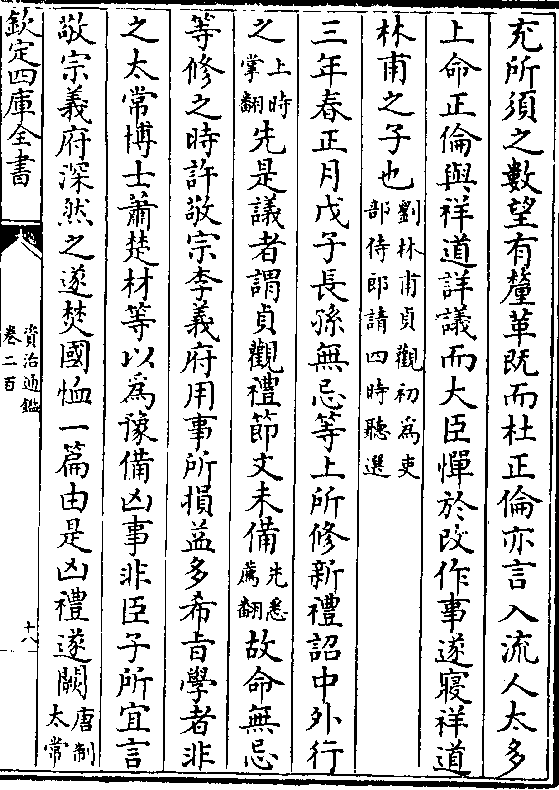 充所須之數望有釐革既而杜正倫亦言入流人太多
上命正倫與祥道詳議而大臣憚於改作事遂寢祥道
林甫之子也劉林甫貞觀初為吏部侍郎請四時聽選
三年春正月戊子長孫無忌等上所修新禮詔中外行
之上時掌翻先是議者謂貞觀禮節文未備先悉薦翻故命無忌
等修之時許敬宗李義府用事所損益多希旨學者非
之太常博士蕭楚材等以為豫備凶事非臣子所宜言
敬宗義府深然之遂焚國恤一篇由是凶禮遂闕唐制太常
欽定四庫全書
資治通鑑
卷二百
十八